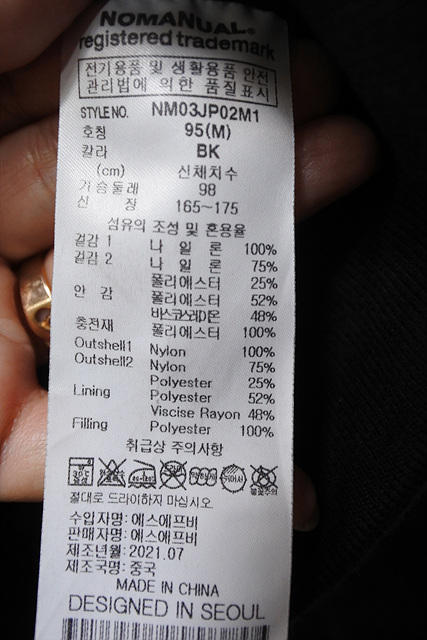 NOMANUAL®
registered trademark
전기용품 및 생활용품 안전
관리법에 의한 품질표시
STYLE NO. NM03JP02M1
호칭 95(M)
칼라 BK
(cm) 신체치수
가슴둘레 98
신 장 165~175
섬유의 조성 및 혼용율
겉감1 나 일 론 100%
겉감2 나 일 론 75%
폴리에스터 25%
안 감 폴리에스터 52%
비스코스레이온 48%
충전재 폴리에스터 100%
Outshell1 Nylon 100%
Outshell2 Nylon 75%
Polyester 25%
Lining Polyester 52%
Viscise Rayon 48%
Filling Polyester 100%
취급상 주의사항
불꽃주의
절대로 드라이하지 마십시오
수입자명: 에스에프비
판매자명: 에스에프비
제조년월: 2021.07
제조국명: 중국
MADE IN CHINA
DESIGNED IN SEOUL